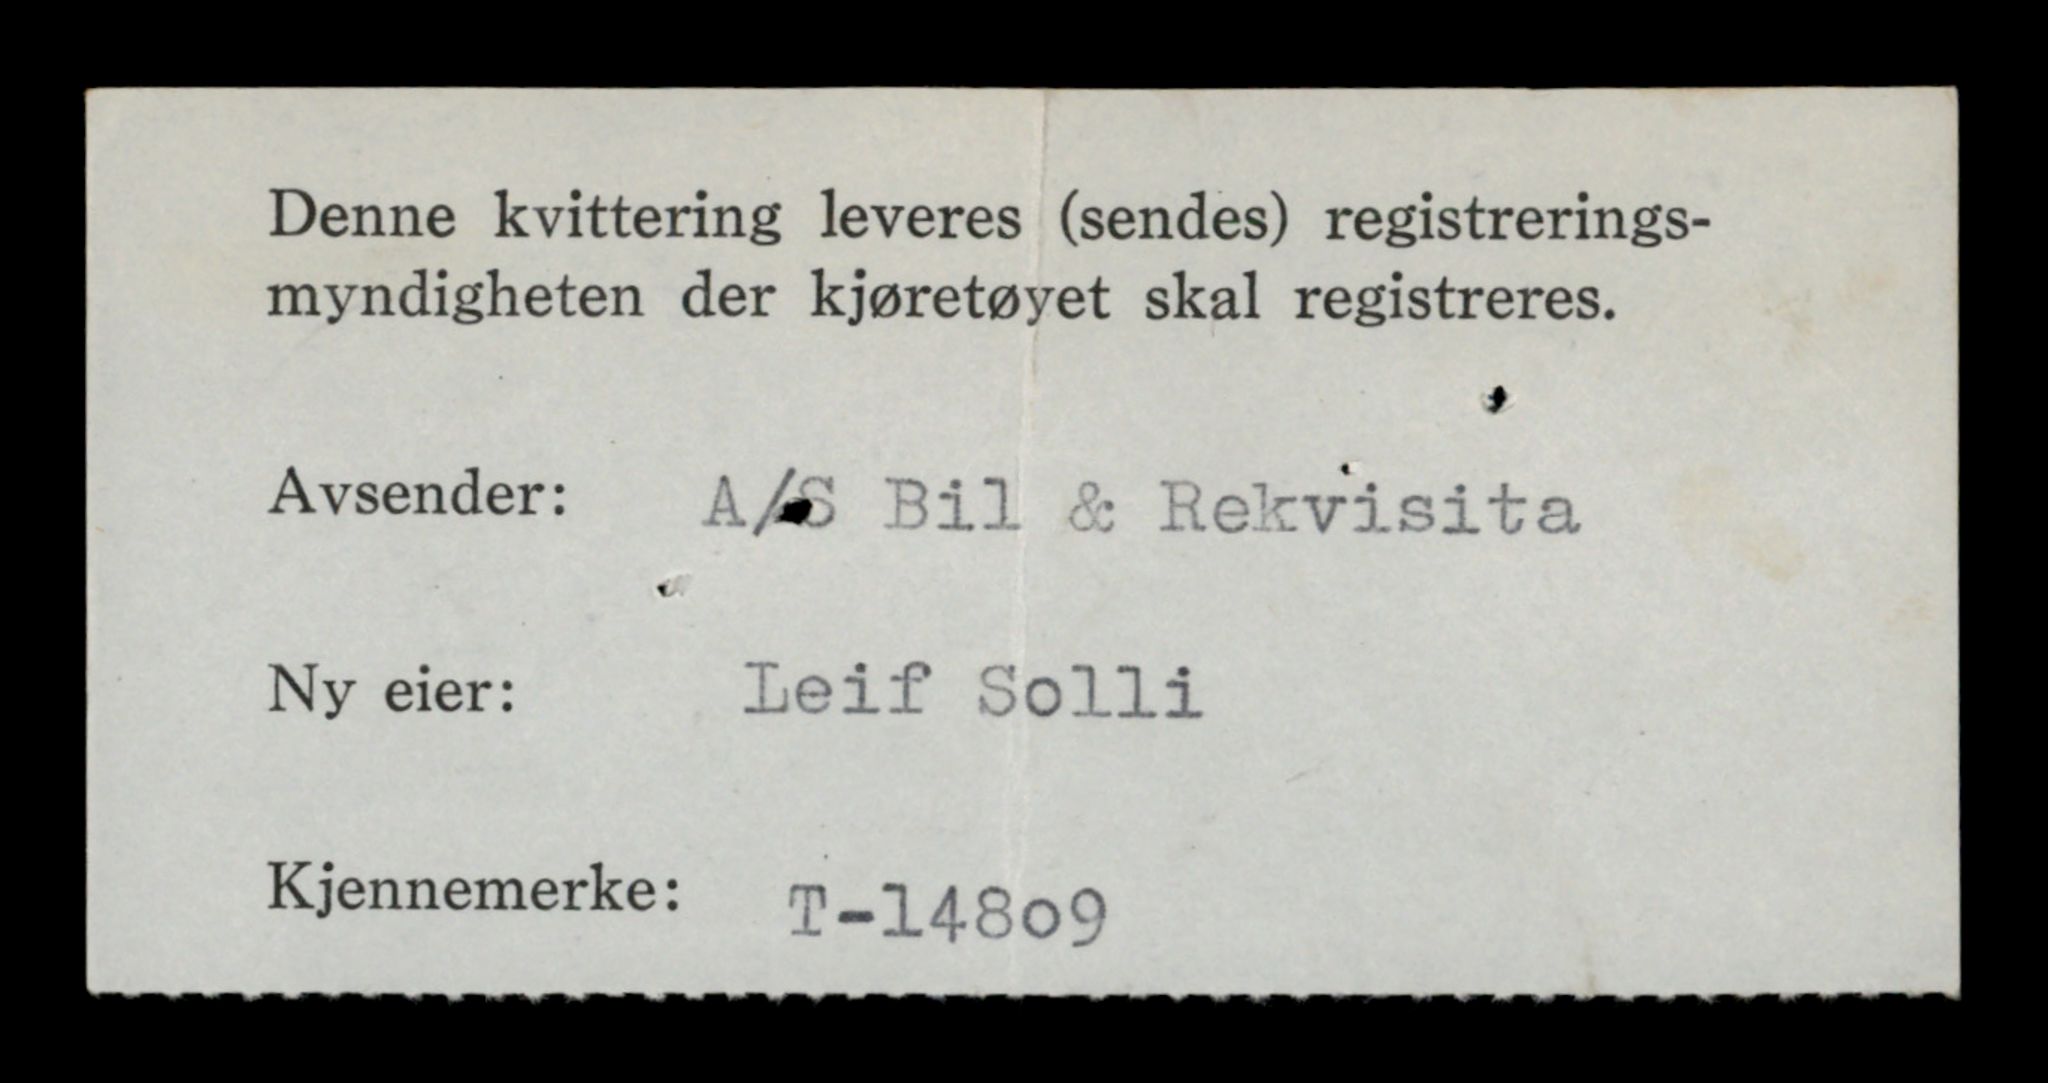 Denne kvittering leveres (sendes) registrerings-
myndigheten der kjøretøyet skal registreres.
Avsender: A/S Bil & Rekvisita
Ny eier: Leif Solli
Kjennemerke: T-14809